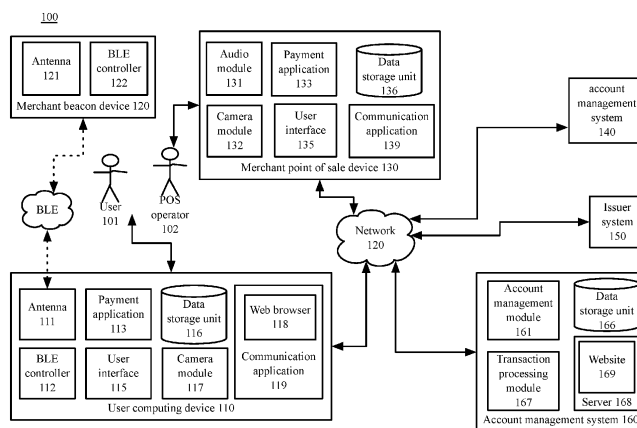 100
Antenna
121
BLE
controller
122
Merchant beacon device 120
Audio
module
131
Payment
application
133
Data
storage unit
136
Camera
module
132
User
interface
135
Communication
application
139
Merchant point of sale device 130
account
management
system
140
BLE
User
101
POS
operator
102
Network
120
Issuer
system
150
Antenna
111
Payment
application
113
Data
storage unit
116
Web browser
118
BLE
controller
112
User
interface
115
Camera
module
117
Communication
application
119
User computing device 110
Account
management
module
161
Data
storage unit
166
Transaction
processing
module
167
Website
169
Server 168
Account management system 160